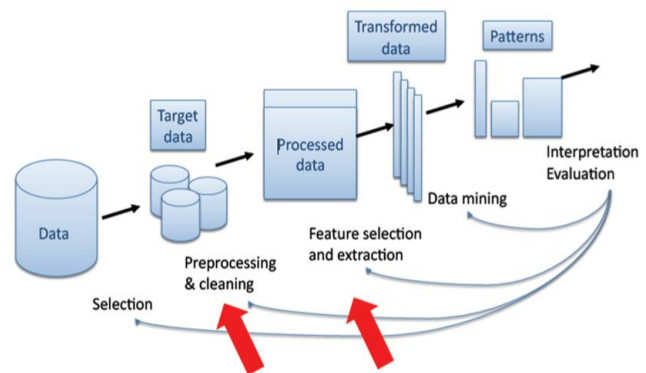 Transformed
data
Patterns
Target
data
Processed
data
Interpretation
Evaluation
Data mining
Data
Feature selection
and extraction
Preprocessing
& cleaning
Selection